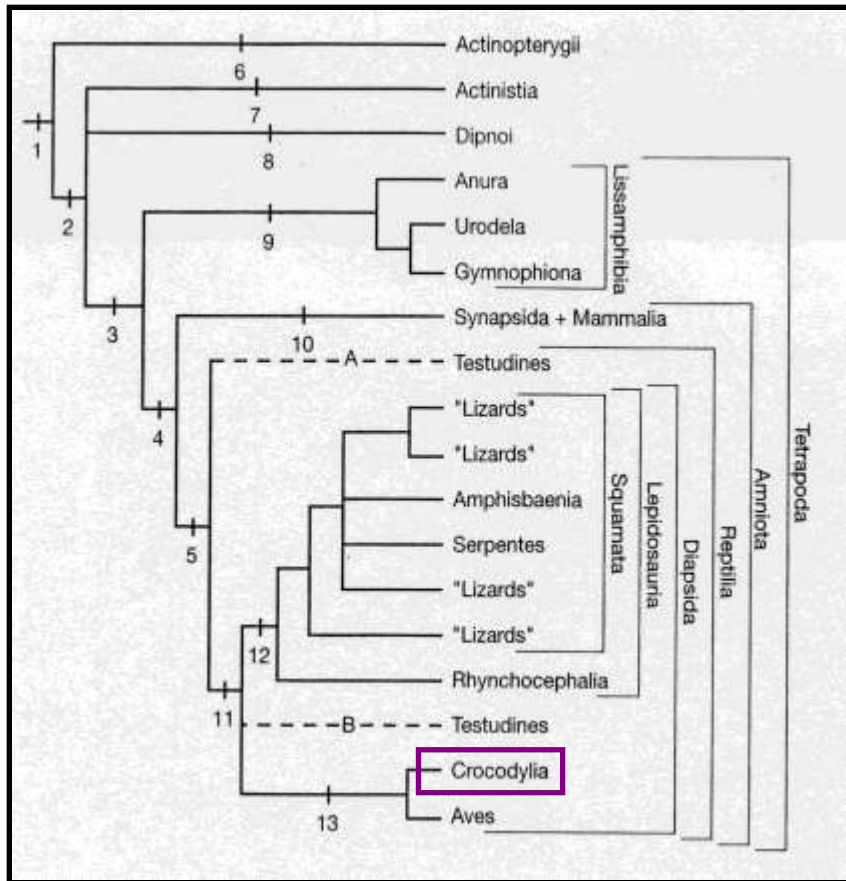 Actinopterygii
6
Actinistia
7
1
Dipnoi
8
Anura
2
Urodela
9
Gymnophiona
Lissamphibia
3
Synapsida + Mammalia
10
A
Testudines
4
"Lizards"
"Lizards"
Amphisbaenia
5
Serpentes
"Lizards"
"Lizards"
12
Rhynchocephalia
11
B
Testudines
Crocodylia
13
Aves
Squamata
Lepidosauria
Diapsida
Reptilia
Amniota
Tetrapoda